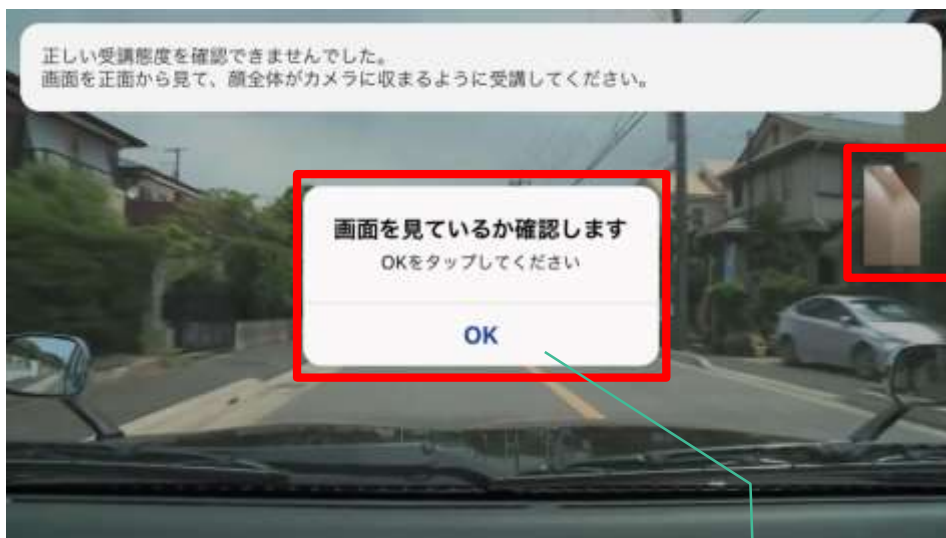 正しい受講態度を確認できませんでした。
画面を正面から見て、顔全体がカメラに収まるように受講してください。
画面を見ているか確認します
OKをタップしてください
OK